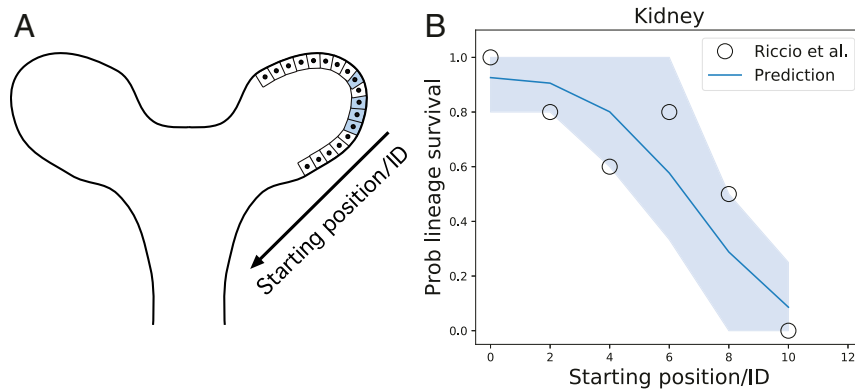 A
Starting position/ID
B
Kidney
Prob lineage survival
1.0
0.8
0.6
0.4
0.2
0.0
0
2
4
6
8
10
12
Starting position/ID
Riccio et al.
Prediction